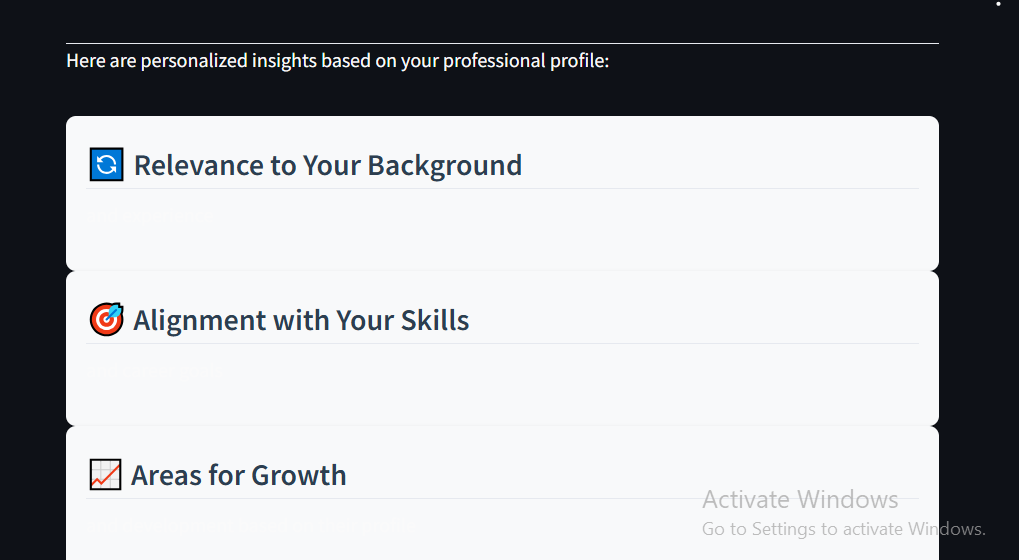 Here are personalized insights based on your professional profile:
Relevance to Your Background
Alignment with Your Skills
Areas for Growth
Activate Windows
Go to Settings to activate Windows.